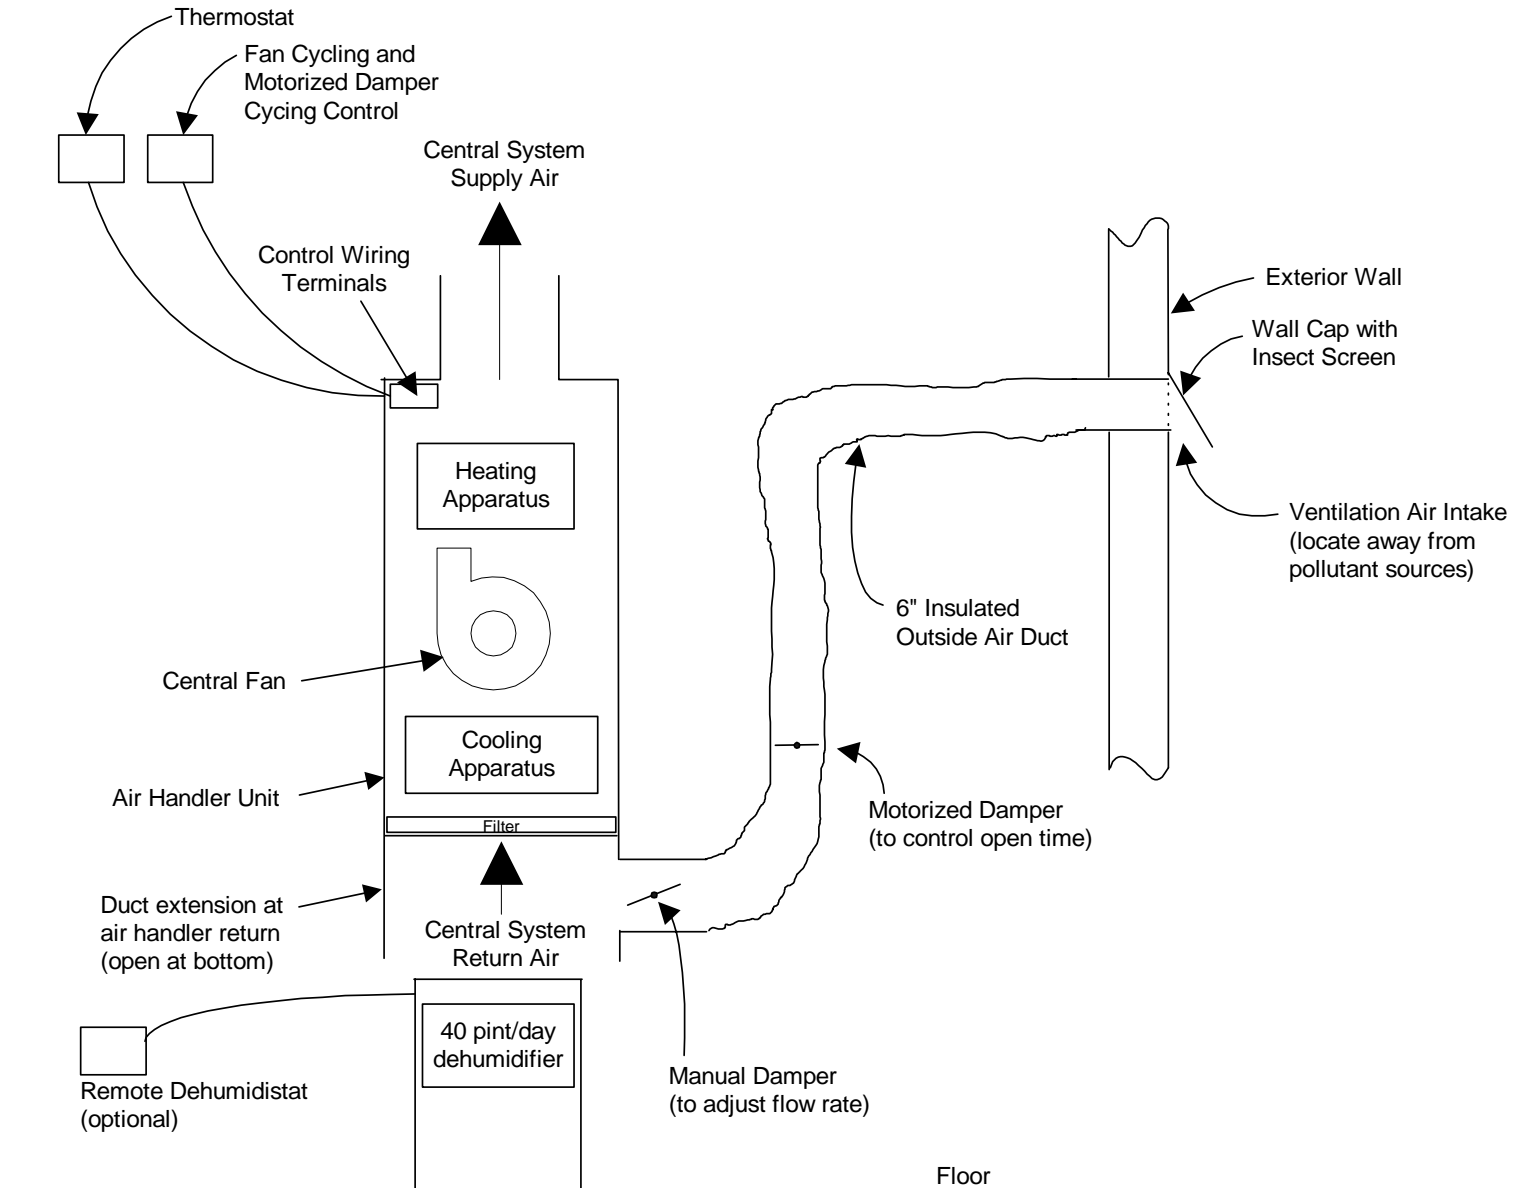 Thermostat
Fan Cycling and
Motorized Damper
Cycing Control
Central System
Supply Air
Control Wiring
Terminals
Exterior Wall
Wall Cap with
Insect Screen
Heating
Apparatus
Ventilation Air Intake
(locate away from
pollutant sources)
6" Insulated
Outside Air Duct
Central Fan
Cooling
Apparatus
Air Handler Unit
Motorized Damper
(to control open time)
Filter
Duct extension at
air handler return
(open at bottom)
Central System
Return Air
40 pint/day
dehumidifier
Remote Dehumidistat
(optional)
Manual Damper
(to adjust flow rate)
Floor